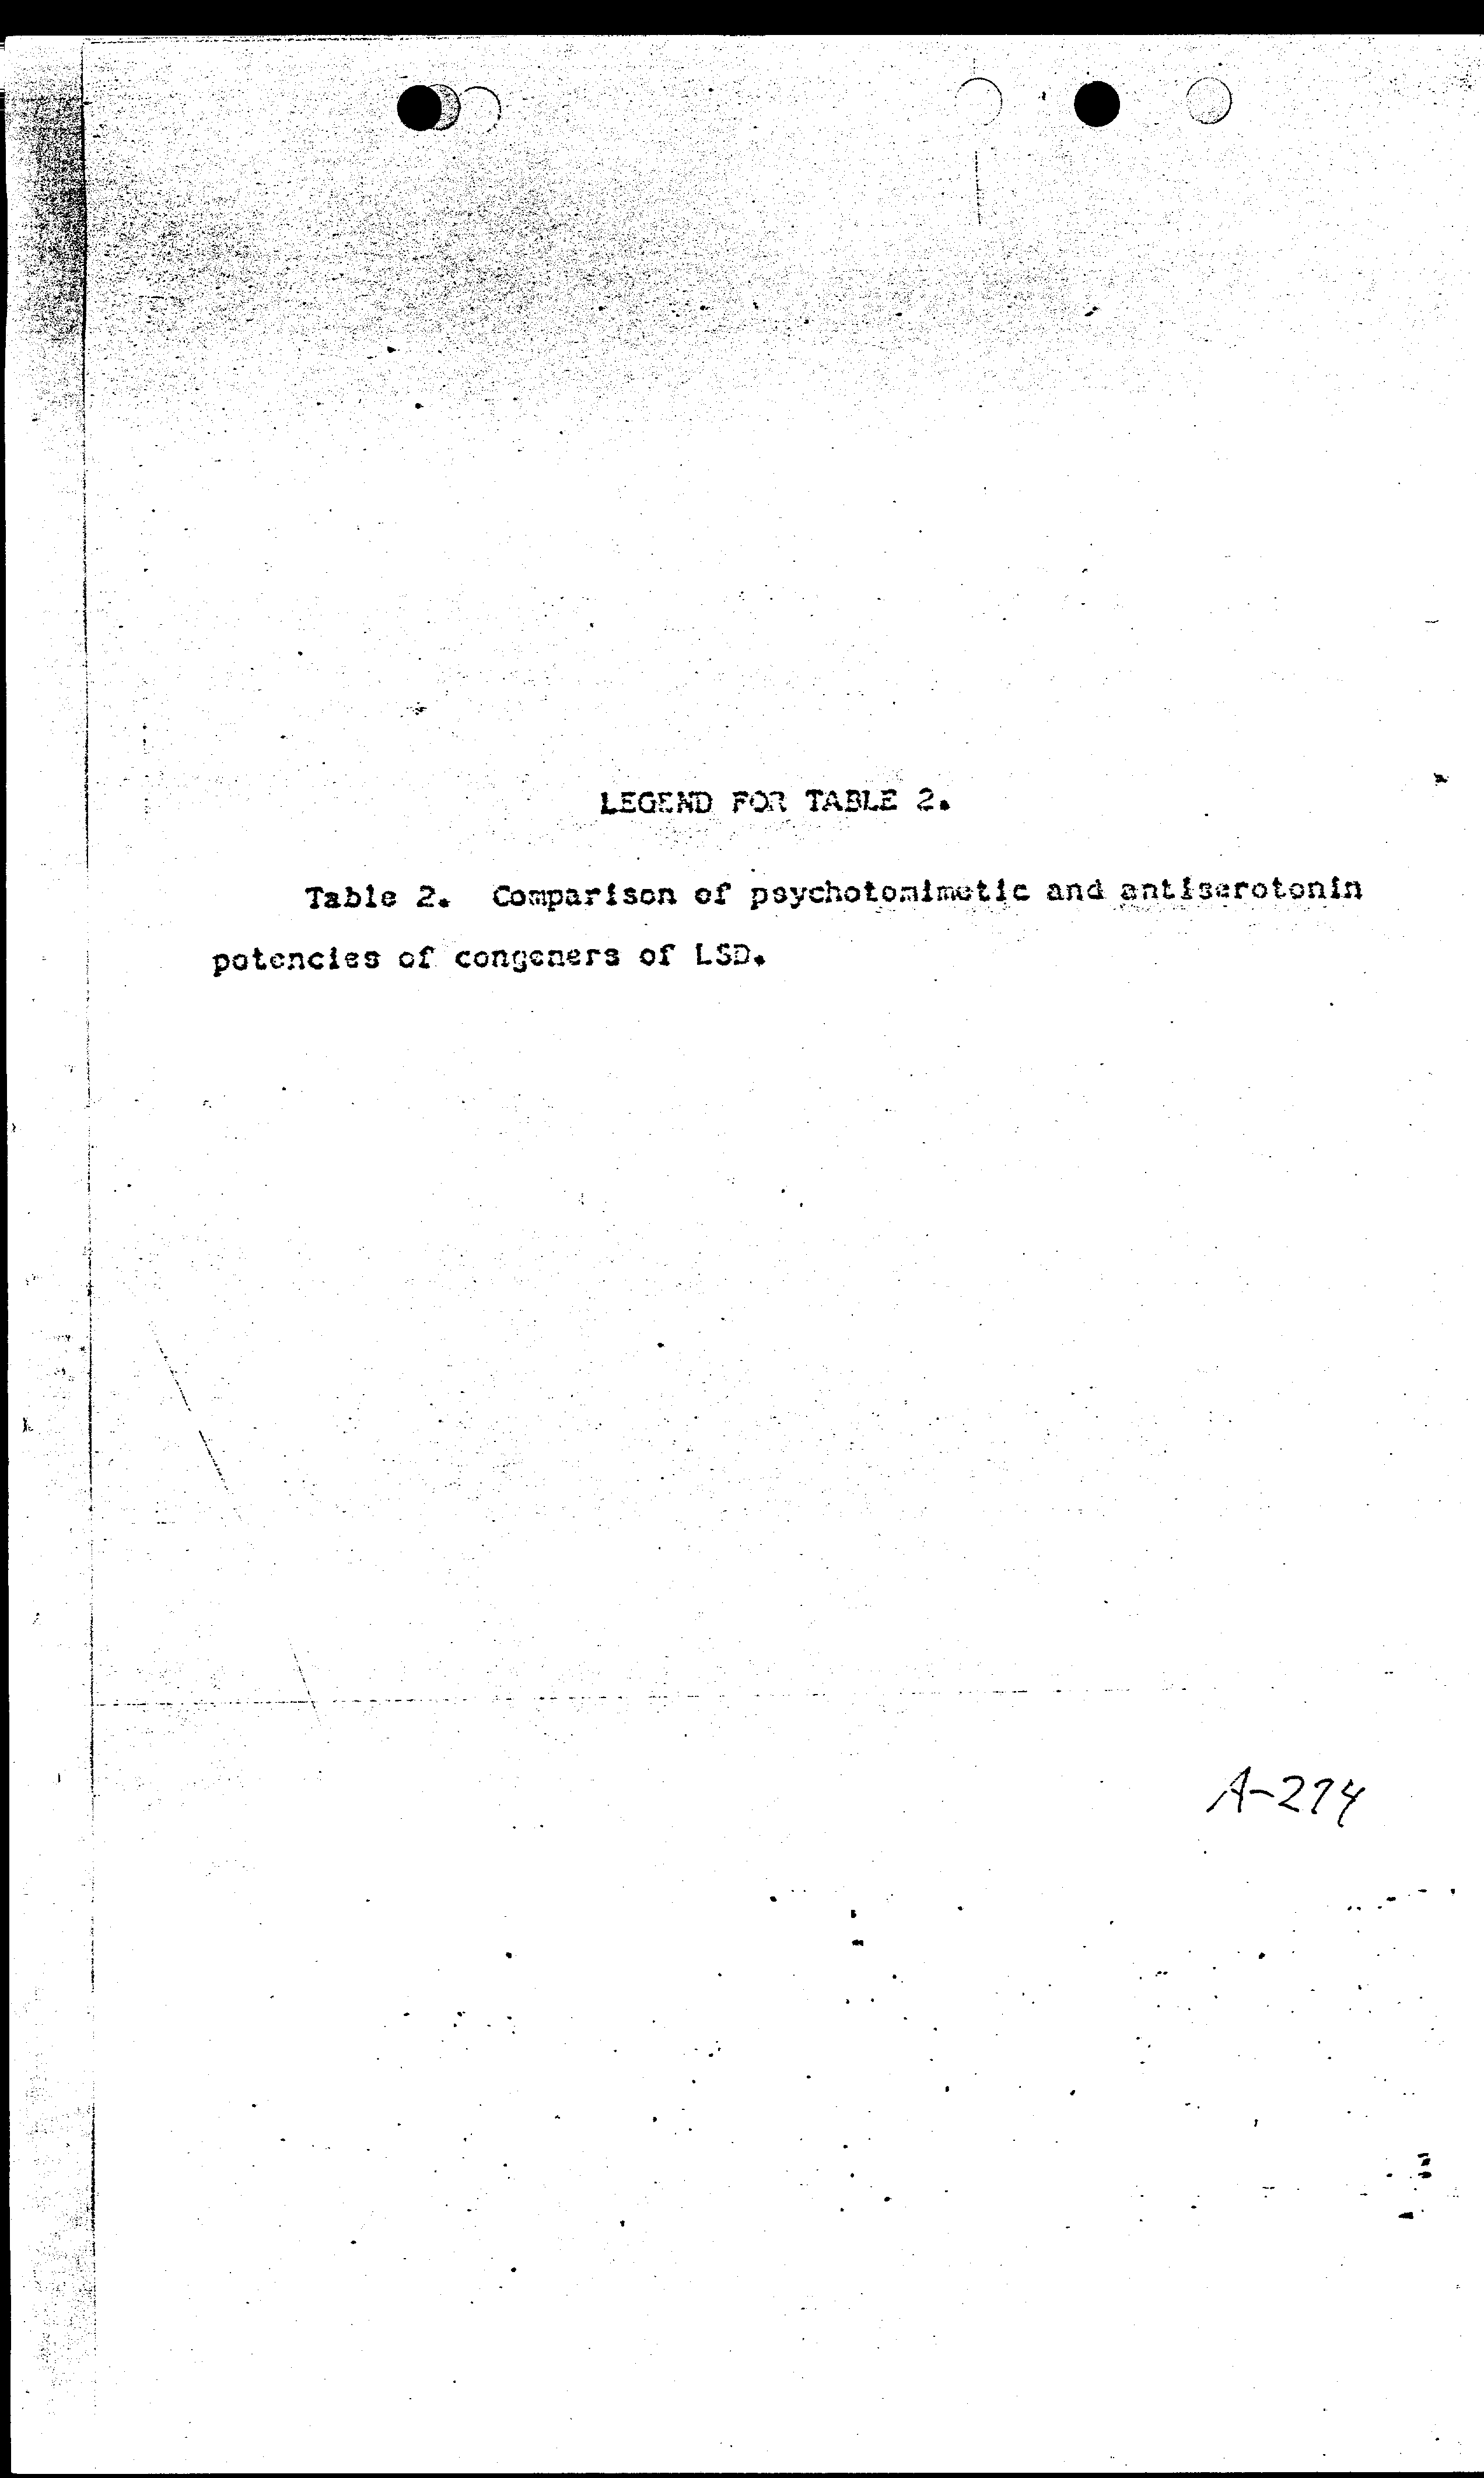 LEGEND FOR TABLE 2.
Table 2. Comparison of psychotomimetic and antiserotonin
potencies of congeners of LSD.
A-274